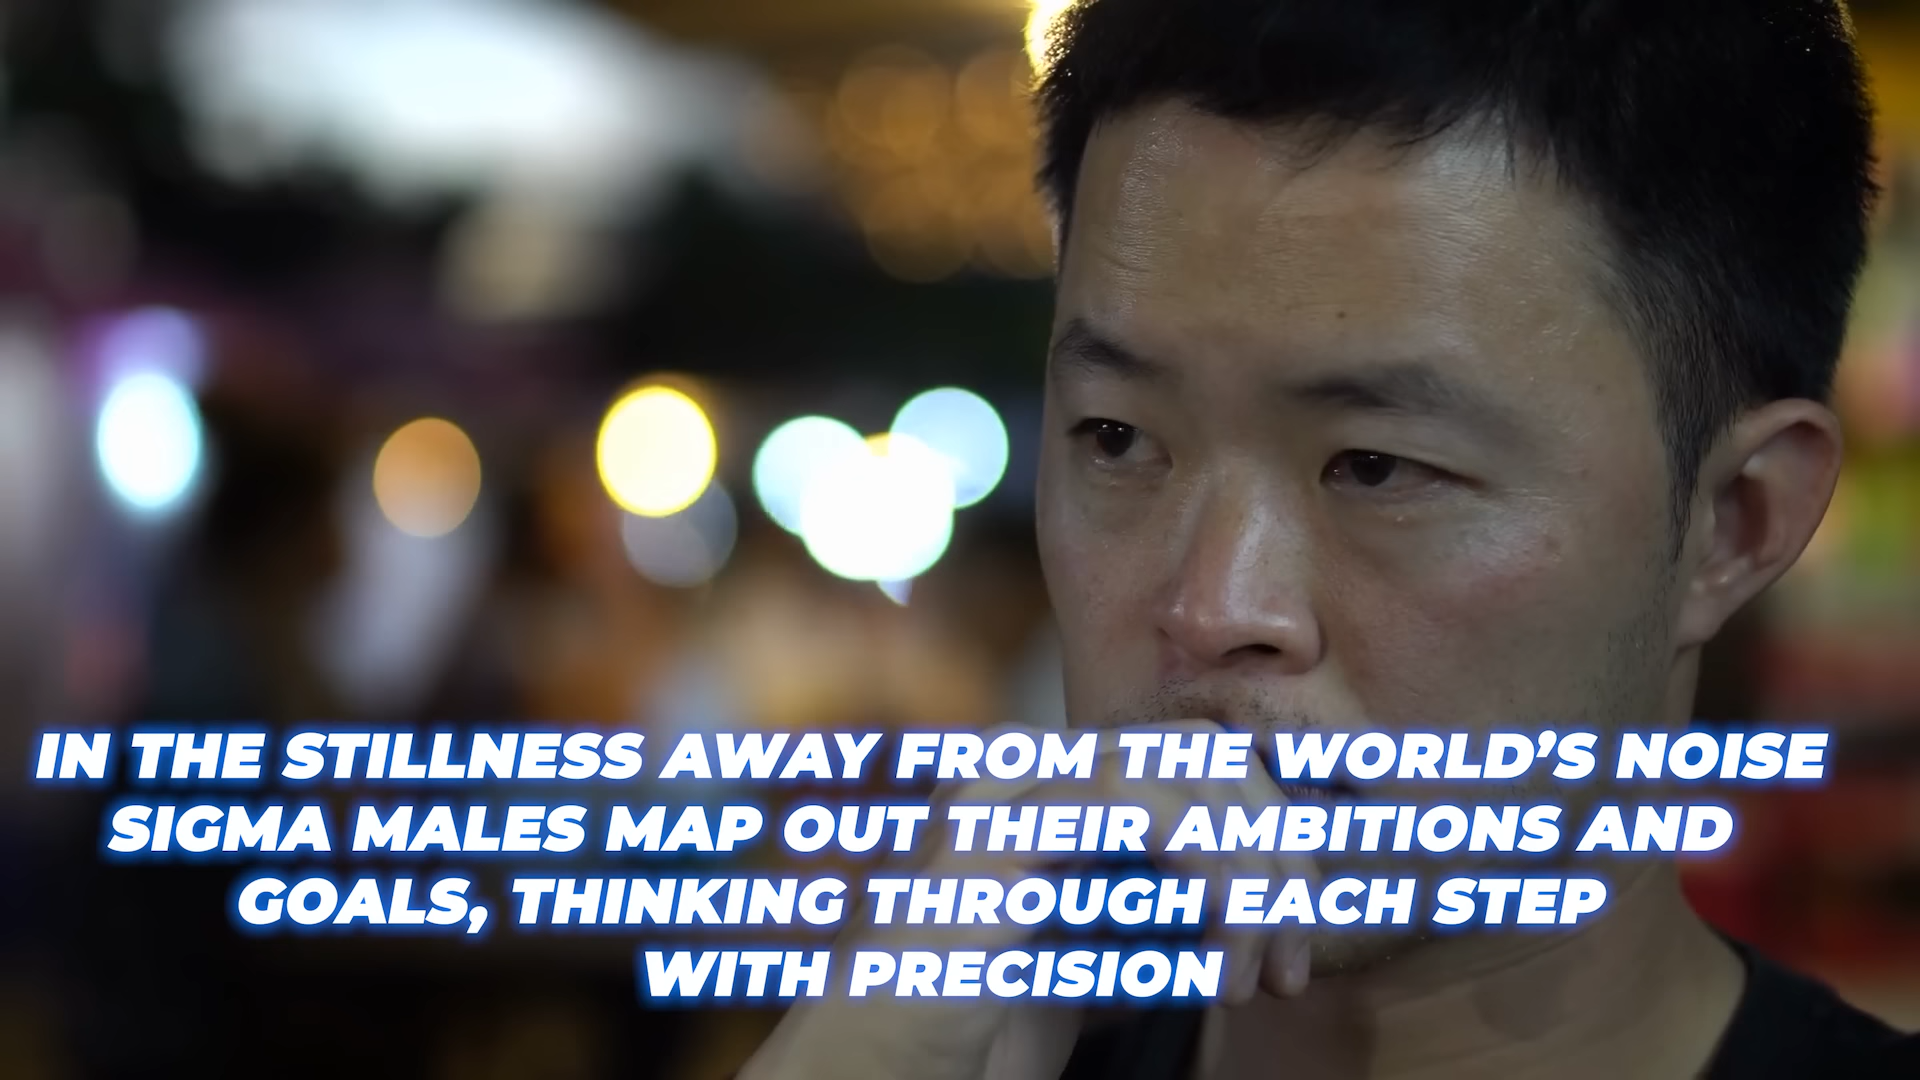 IN THE STILLNESS AWAY FROM THE WORLD’S NOISE
SIGMA MALES MAP OUT THEIR AMBITIONS AND
GOALS, THINKING THROUGH EACH STEP
WITH PRECISION